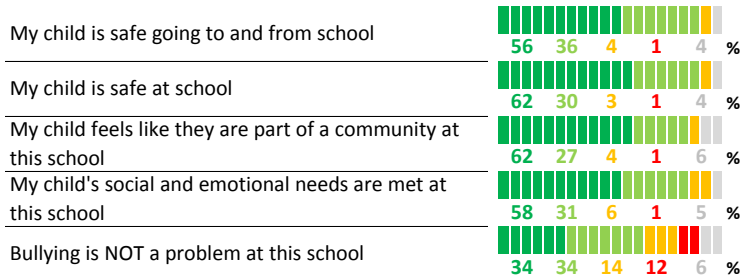 My child is safe going to and from school
56 36 4 1 4 %
My child is safe at school
62 30 3 1 4 %
My child feels like they are part of a community at
this school
62 27 4 1 6 %
My child's social and emotional needs are met at
this school
58 31 6 1 5 %
Bullying is NOT a problem at this school
34 34 14 12 6 %